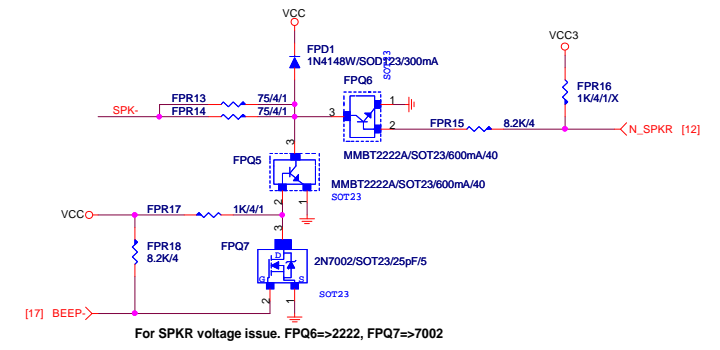 VCC
VCC3
FPD1
1N4148W/SOD123/300mA
FPQ6
SOT23
FPR16
1K/4/1/X
FPR13
75/4/1
SPK-
FPR14
75/4/1
3
1
2
FPR15
8.2K/4
N_SPKR [12]
3
FPQ5
MMBT2222A/SOT23/600mA/40
MMBT2222A/SOT23/600mA/40
SOT23
2
1
VCC
FPR17
1K/4/1
3
FPR18
8.2K/4
FPQ7
D
G
S
2N7002/SOT23/25pF/5
SOT23
2
1
[17] BEEP-
For SPKR voltage issue. FPQ6=>2222, FPQ7=>7002